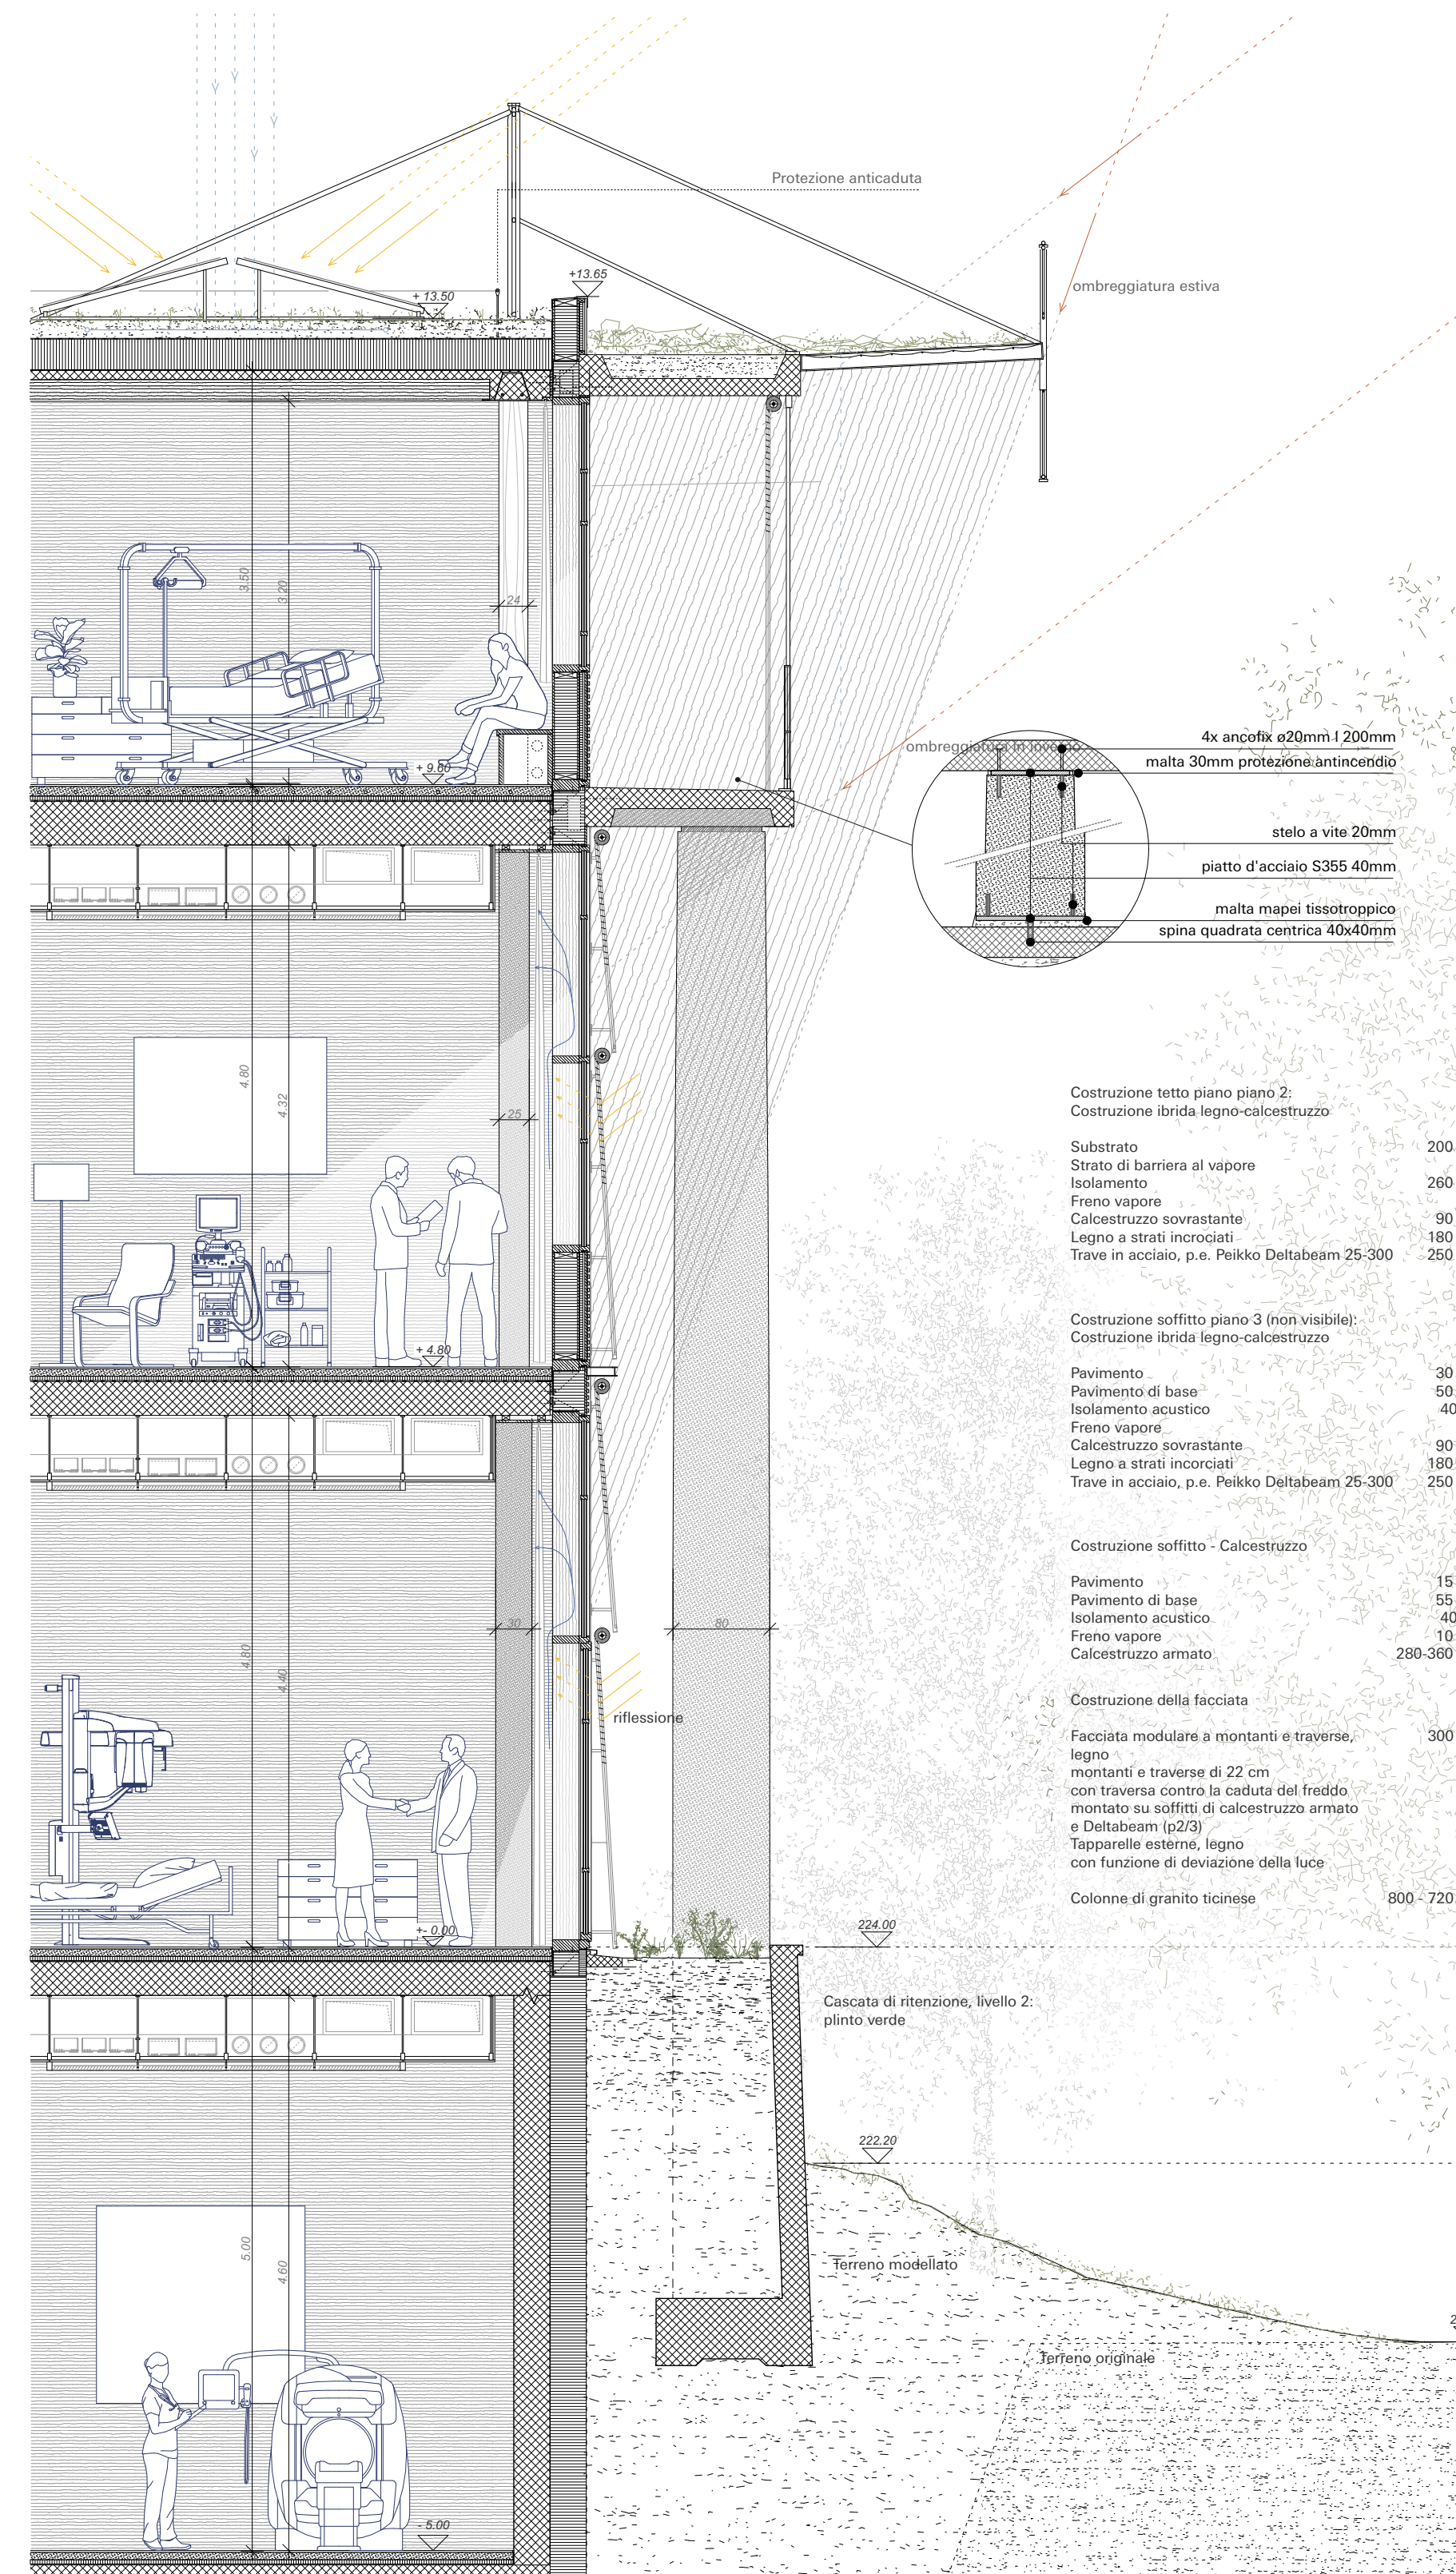 Protezione anticaduta
ombreggiatura estiva
+13.65
+ 13.50
3.50
3.20
24
+ 9.60
ombreggiatura in inverno
4x ancofix ø20mm l 200mm
malta 30mm protezione antincendio
stelo a vite 20mm
piatto d'acciaio S355 40mm
malta mapei tissotroppico
spina quadrata centrica 40x40mm
4.80
4.32
25
+ 4.80
Costruzione tetto piano piano 2:
Costruzione ibrida legno-calcestruzzo
Substrato 200
Strato di barriera al vapore
Isolamento 260
Freno vapore
Calcestruzzo sovrastante 90
Legno a strati incrociati 180
Trave in acciaio, p.e. Peikko Deltabeam 25-300 250
Costruzione soffitto piano 3 (non visibile):
Costruzione ibrida legno-calcestruzzo
Pavimento 30
Pavimento di base 50
Isolamento acustico 40
Freno vapore
Calcestruzzo sovrastante 90
Legno a strati incorciati 180
Trave in acciaio, p.e. Peikko Deltabeam 25-300 250
Costruzione soffitto - Calcestruzzo
Pavimento 15
Pavimento di base 55
Isolamento acustico 40
Freno vapore 10
Calcestruzzo armato 280-360
Costruzione della facciata
Facciata modulare a montanti e traverse, 300
legno
montanti e traverse di 22 cm
con traversa contro la caduta del freddo
montato su soffitti di calcestruzzo armato
e Deltabeam (p2/3)
Tapparelle esterne, legno
con funzione di deviazione della luce
Colonne di granito ticinese 800 - 720
30
80
4.80
4.40
riflessione
+- 0.00
224.00
Cascata di ritenzione, livello 2:
plinto verde
222.20
5.00
4.60
Terreno modellato
Terreno originale
- 5.00